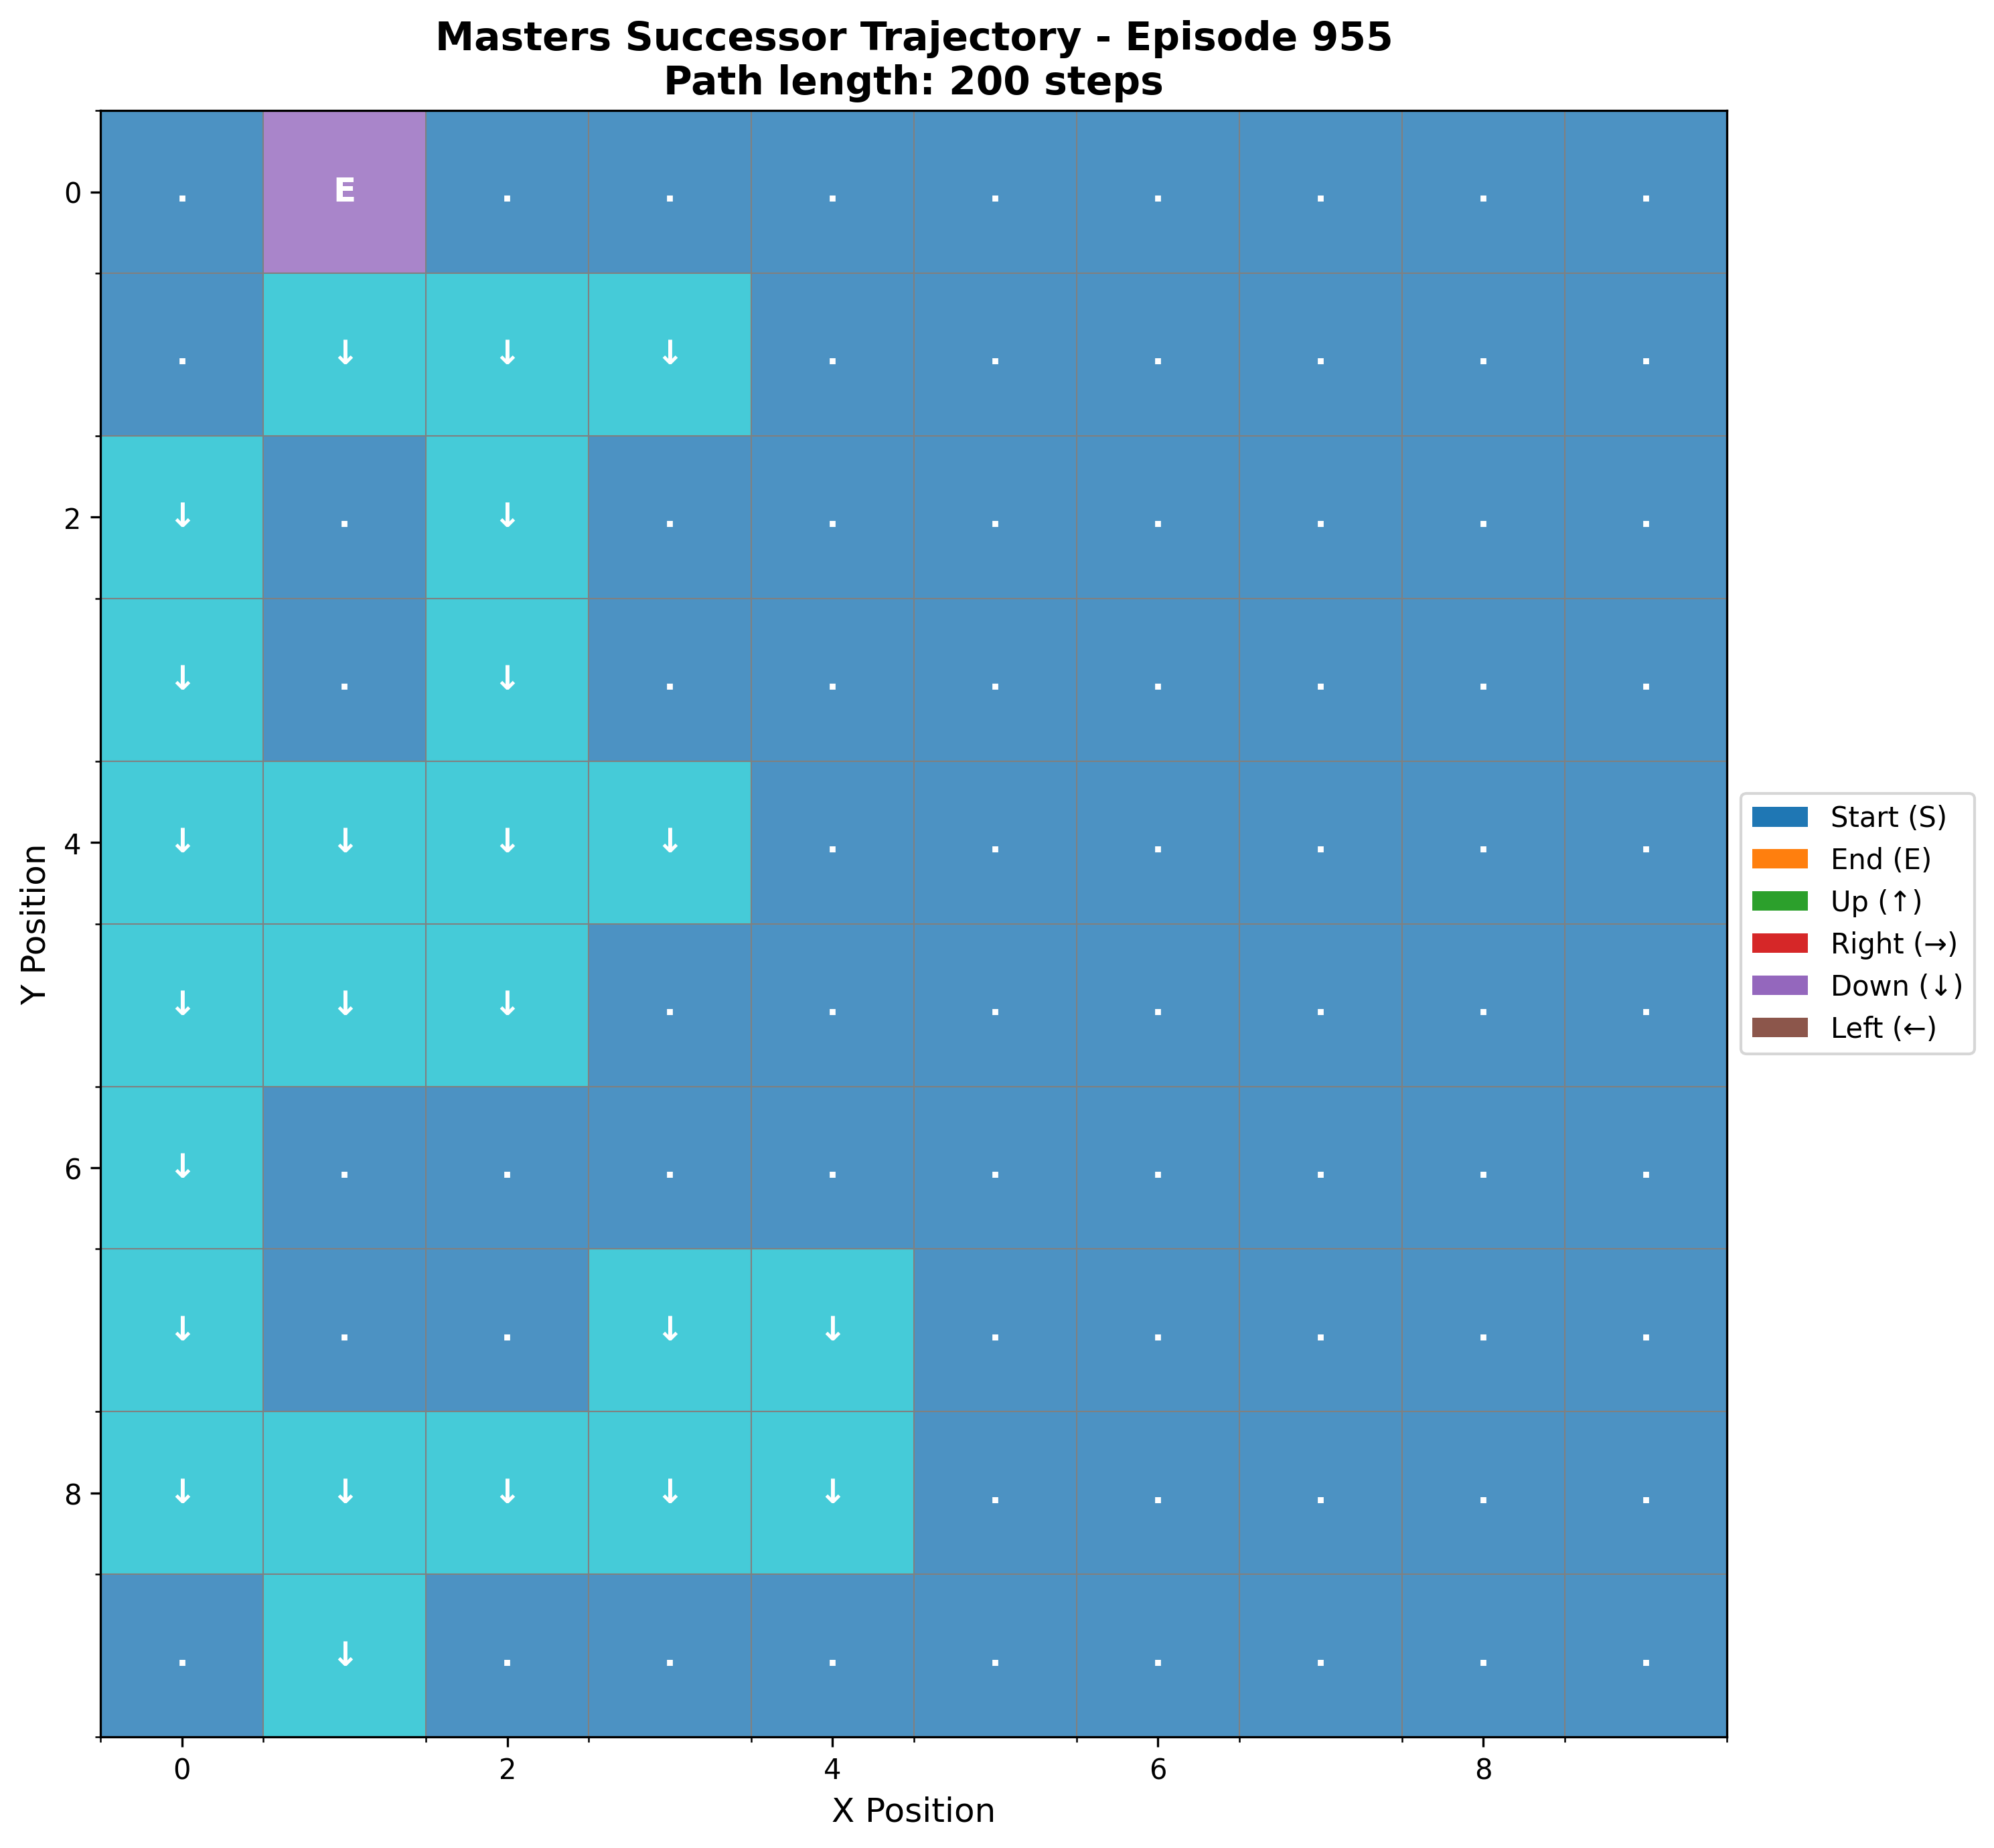 Masters Successor Trajectory - Episode 955
Path length: 200 steps
0 . E . . . . . . . .
. ↓ ↓ ↓ . . . . . .
2 ↓ . ↓ . . . . . . .
↓ . ↓ . . . . . . .
4 ↓ ↓ ↓ ↓ . . . . . .
↓ ↓ ↓ . . . . . . .
6 ↓ . . . . . . . . .
↓ . . ↓ ↓ . . . . .
8 ↓ ↓ ↓ ↓ ↓ . . . . .
. ↓ . . . . . . . .
0 2 4 6 8
X Position
Y Position
Start (S)
End (E)
Up (↑)
Right (→)
Down (↓)
Left (←)